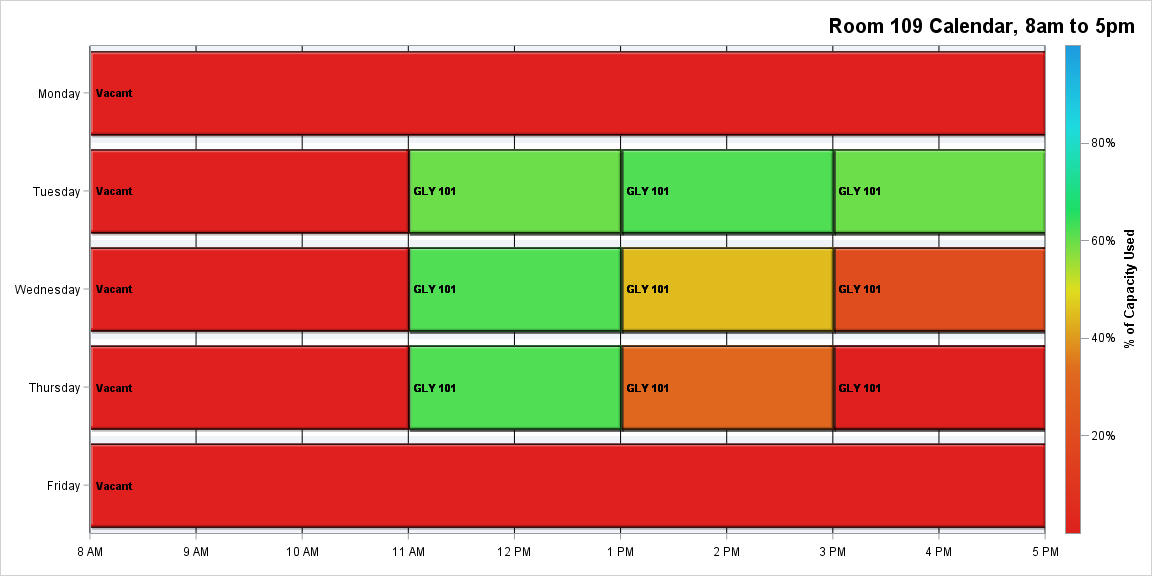 Room 109 Calendar, 8am to 5pm
Monday
Vacant
Tuesday
Vacant
GLY 101
GLY 101
GLY 101
Wednesday
Vacant
GLY 101
GLY 101
GLY 101
Thursday
Vacant
GLY 101
GLY 101
GLY 101
Friday
Vacant
8 AM
9 AM
10 AM
11 AM
12 PM
1 PM
2 PM
3 PM
4 PM
5 PM
80%
60%
40%
20%
% of Capacity Used